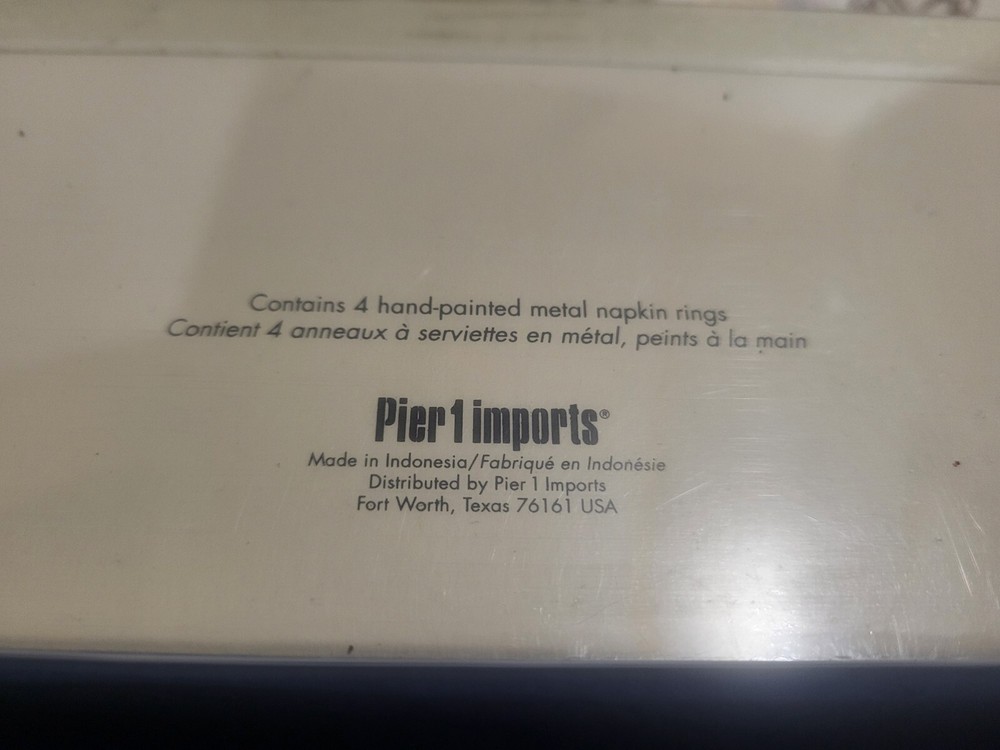 Contains 4 hand-painted metal napkin rings
Contient 4 anneaux à serviettes en métal, peints à la main
Pier 1 imports®
Made in Indonesia/Fabriqué en Indonésie
Distributed by Pier 1 Imports
Fort Worth, Texas 76161 USA